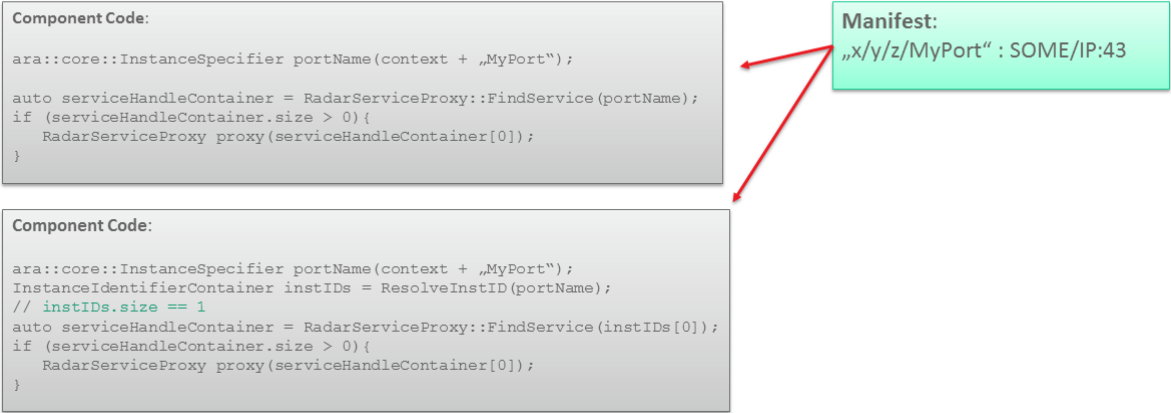 Component Code:
ara::core::InstanceSpecifier portName(context + „MyPort“);
auto serviceHandleContainer = RadarServiceProxy::FindService(portName);
if (serviceHandleContainer.size > 0){
RadarServiceProxy proxy(serviceHandleContainer[0]);
}
Manifest:
„x/y/z/MyPort“ : SOME/IP:43
Component Code:
ara::core::InstanceSpecifier portName(context + „MyPort“);
InstanceIdentifierContainer instIDs = ResolveInstID(portName);
// instIDs.size == 1
auto serviceHandleContainer = RadarServiceProxy::FindService(instIDs[0]);
if (serviceHandleContainer.size > 0){
RadarServiceProxy proxy(serviceHandleContainer[0]);
}